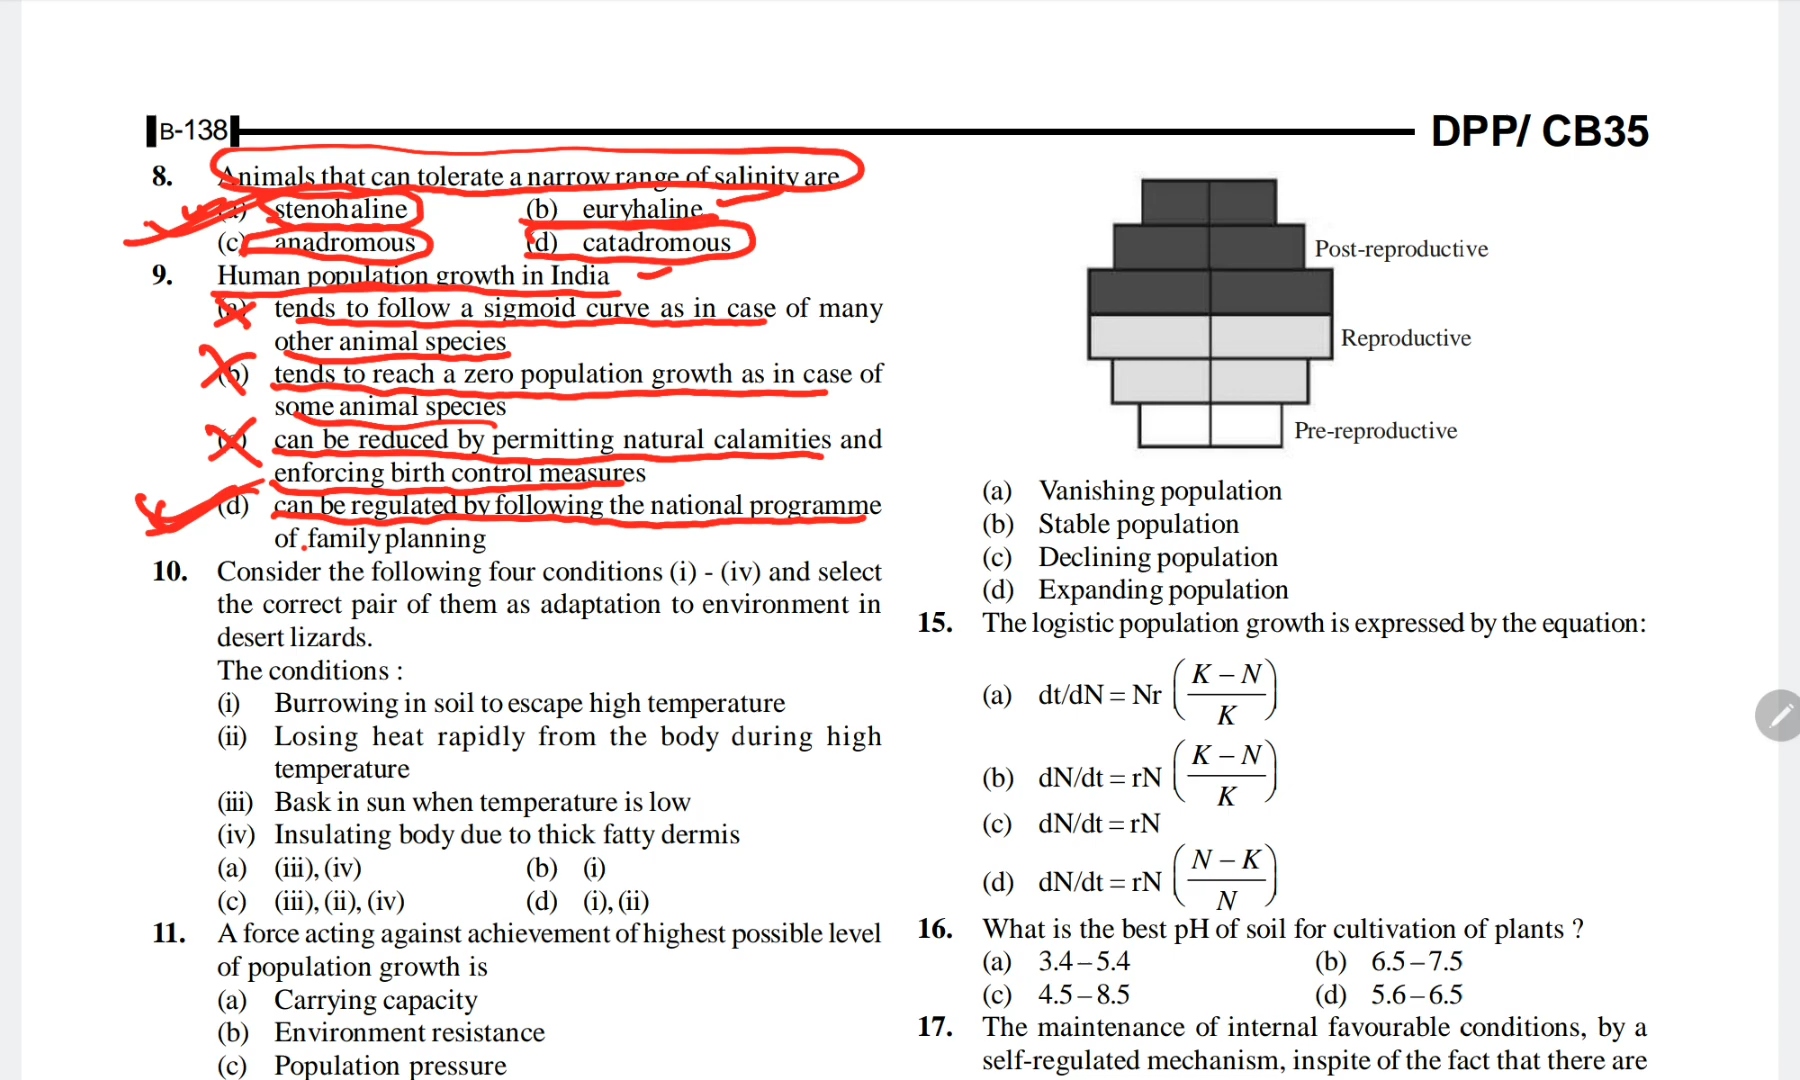 B-138
DPP/ CB35
8. Animals that can tolerate a narrow range of salinity are
(a) stenohaline (b) euryhaline
(c) anadromous (d) catadromous
9. Human population growth in India
(a) tends to follow a sigmoid curve as in case of many
other animal species
(b) tends to reach a zero population growth as in case of
some animal species
(c) can be reduced by permitting natural calamities and
enforcing birth control measures
(d) can be regulated by following the national programme
of family planning
10. Consider the following four conditions (i) - (iv) and select
the correct pair of them as adaptation to environment in
desert lizards.
The conditions :
(i) Burrowing in soil to escape high temperature
(ii) Losing heat rapidly from the body during high
temperature
(iii) Bask in sun when temperature is low
(iv) Insulating body due to thick fatty dermis
(a) (iii), (iv) (b) (i)
(c) (iii), (ii), (iv) (d) (i), (ii)
11. A force acting against achievement of highest possible level
of population growth is
(a) Carrying capacity
(b) Environment resistance
(c) Population pressure
Post-reproductive
Reproductive
Pre-reproductive
(a) Vanishing population
(b) Stable population
(c) Declining population
(d) Expanding population
15. The logistic population growth is expressed by the equation:
(a) dt/dN = Nr (K – N / K)
(b) dN/dt = rN (K – N / K)
(c) dN/dt = rN
(d) dN/dt = rN (N – K / N)
16. What is the best pH of soil for cultivation of plants ?
(a) 3.4 – 5.4 (b) 6.5 – 7.5
(c) 4.5 – 8.5 (d) 5.6 – 6.5
17. The maintenance of internal favourable conditions, by a
self-regulated mechanism, inspite of the fact that there are